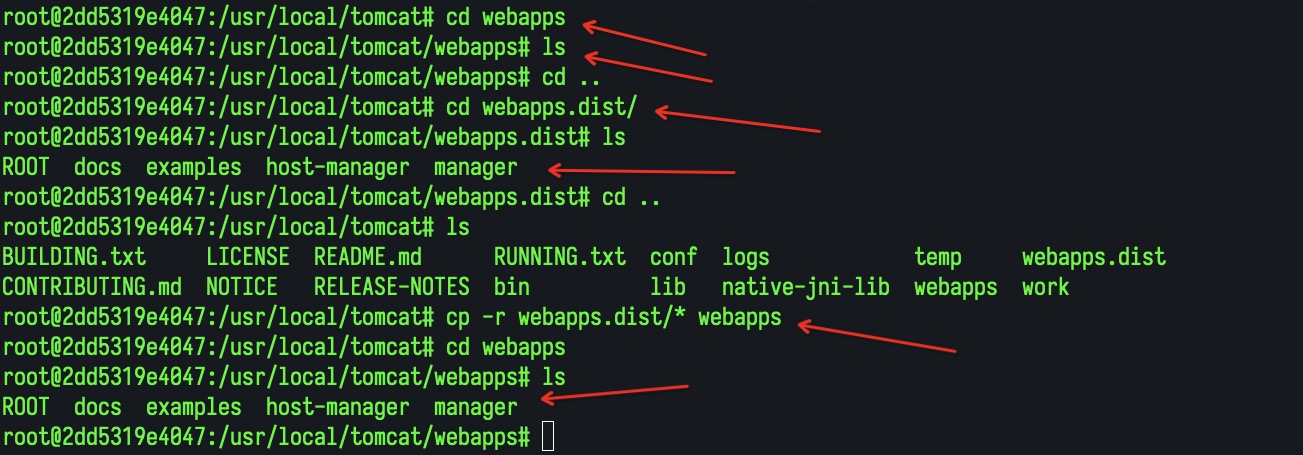 root@2dd5319e4047:/usr/local/tomcat# cd webapps
root@2dd5319e4047:/usr/local/tomcat/webapps# ls
root@2dd5319e4047:/usr/local/tomcat/webapps# cd ..
root@2dd5319e4047:/usr/local/tomcat# cd webapps.dist/
root@2dd5319e4047:/usr/local/tomcat/webapps.dist# ls
ROOT  docs  examples  host-manager  manager
root@2dd5319e4047:/usr/local/tomcat/webapps.dist# cd ..
root@2dd5319e4047:/usr/local/tomcat# ls
BUILDING.txt     LICENSE  README.md      RUNNING.txt  conf  logs            temp     webapps.dist
CONTRIBUTING.md  NOTICE   RELEASE-NOTES  bin          lib   native-jni-lib  webapps  work
root@2dd5319e4047:/usr/local/tomcat# cp -r webapps.dist/* webapps
root@2dd5319e4047:/usr/local/tomcat# cd webapps
root@2dd5319e4047:/usr/local/tomcat/webapps# ls
ROOT  docs  examples  host-manager  manager
root@2dd5319e4047:/usr/local/tomcat/webapps#